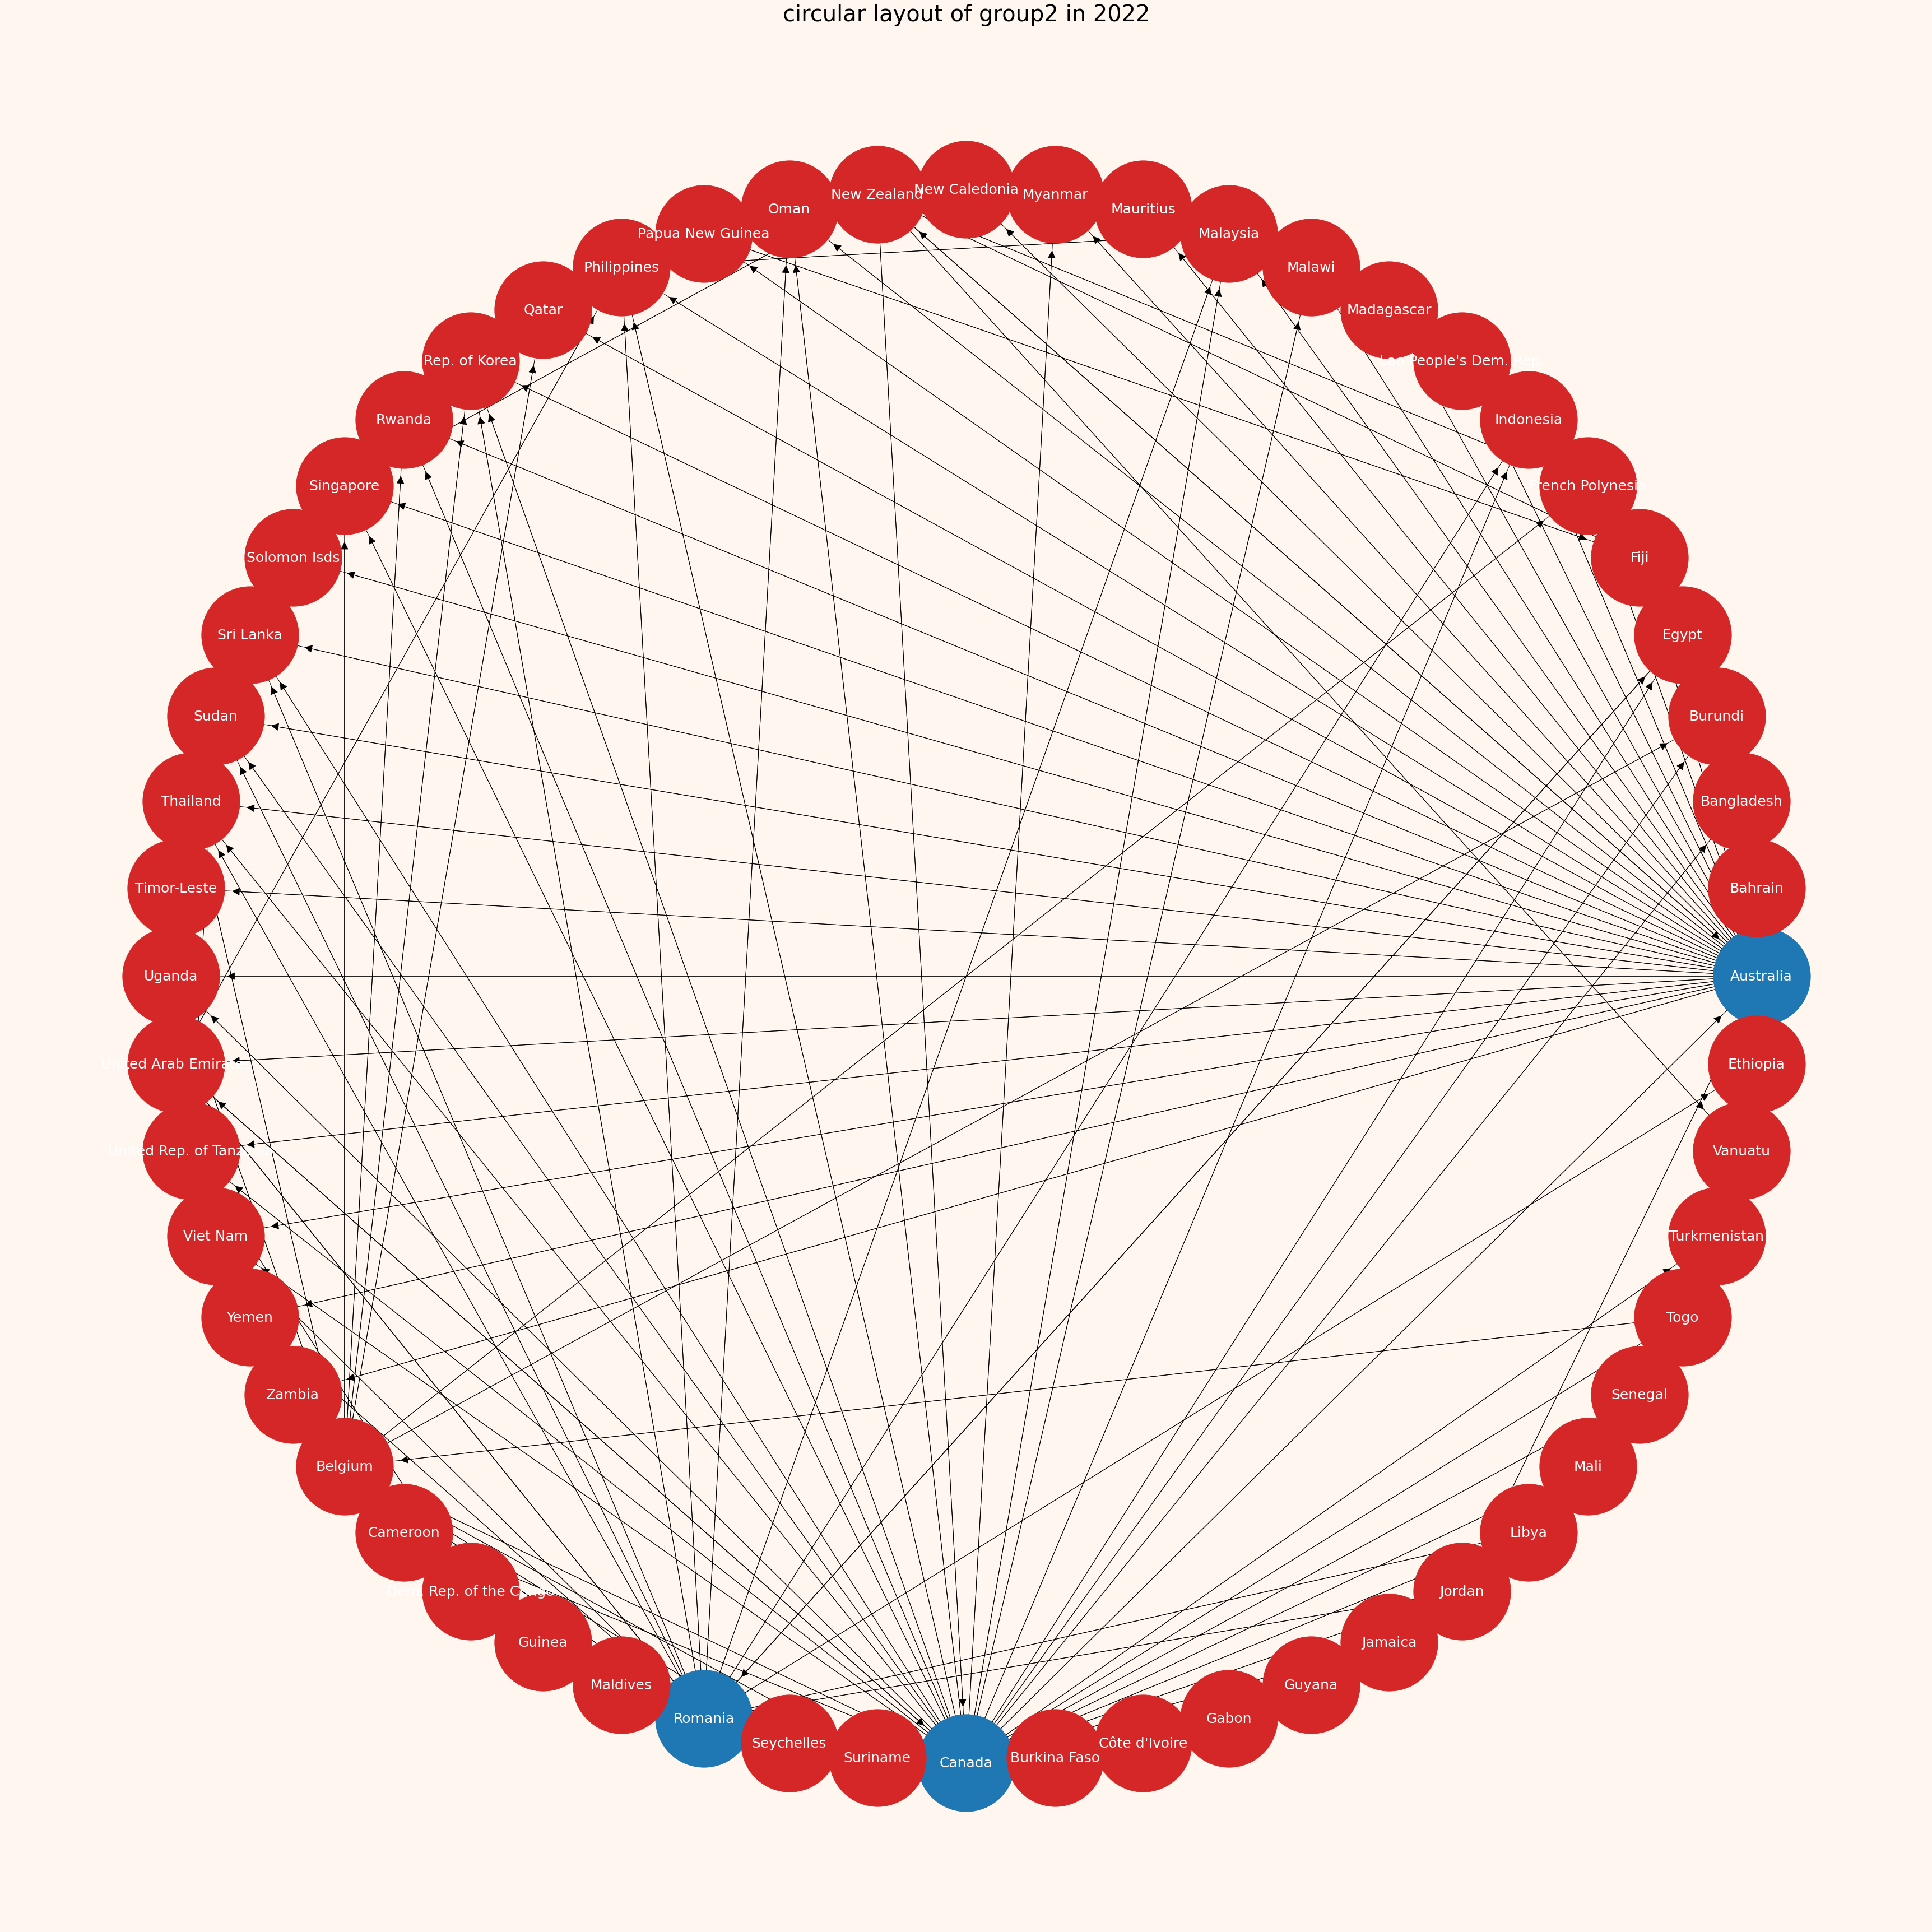 circular layout of group2 in 2022
New Caledonia
New Zealand
Myanmar
Oman
Mauritius
Papua New Guinea
Malaysia
Philippines
Malawi
Qatar
Madagascar
Rep. of Korea
People's Dem.
Rwanda
Indonesia
Singapore
French Polynesia
Solomon Isds
Fiji
Sri Lanka
Egypt
Sudan
Burundi
Thailand
Bangladesh
Timor-Leste
Bahrain
Uganda
Australia
United Arab Emirates
Ethiopia
United Rep. of Tanzania
Vanuatu
Viet Nam
Turkmenistan
Yemen
Togo
Zambia
Senegal
Belgium
Mali
Cameroon
Libya
Rep. of the Congo
Jordan
Guinea
Jamaica
Maldives
Guyana
Romania
Gabon
Seychelles
Côte d'Ivoire
Suriname
Burkina Faso
Canada